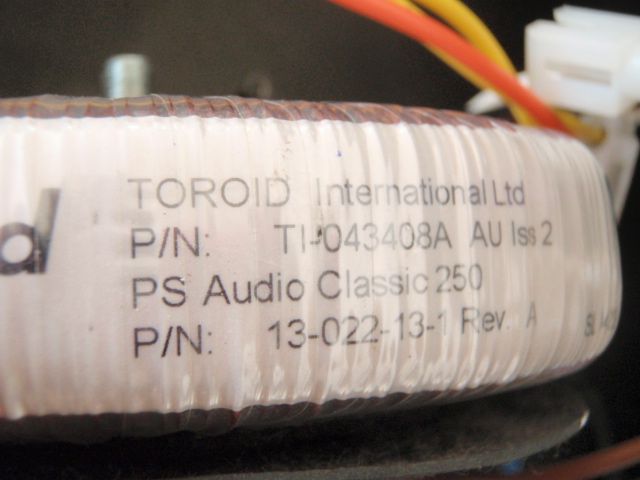 TOROID International Ltd
P/N: TI-043408A AU Iss 2
PS Audio Classic 250
P/N: 13-022-13-1 Rev. A